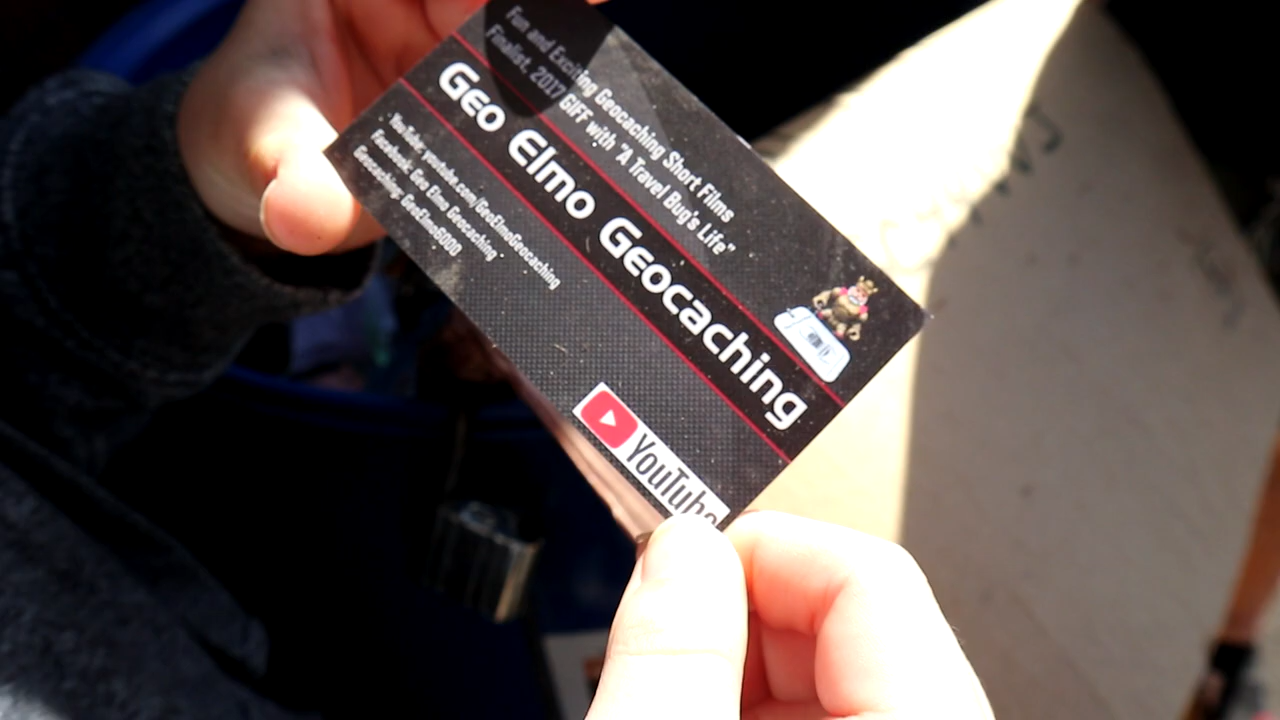 Fun and Exciting Geocaching Short Films
Finalist, 2017 GIFF with "A Travel Bug's Life"
Geo Elmo Geocaching
YouTube: youtube.com/GeoElmoGeocaching
Facebook: Geo Elmo Geocaching
Geocaching: GeoElmo6000
YouTube